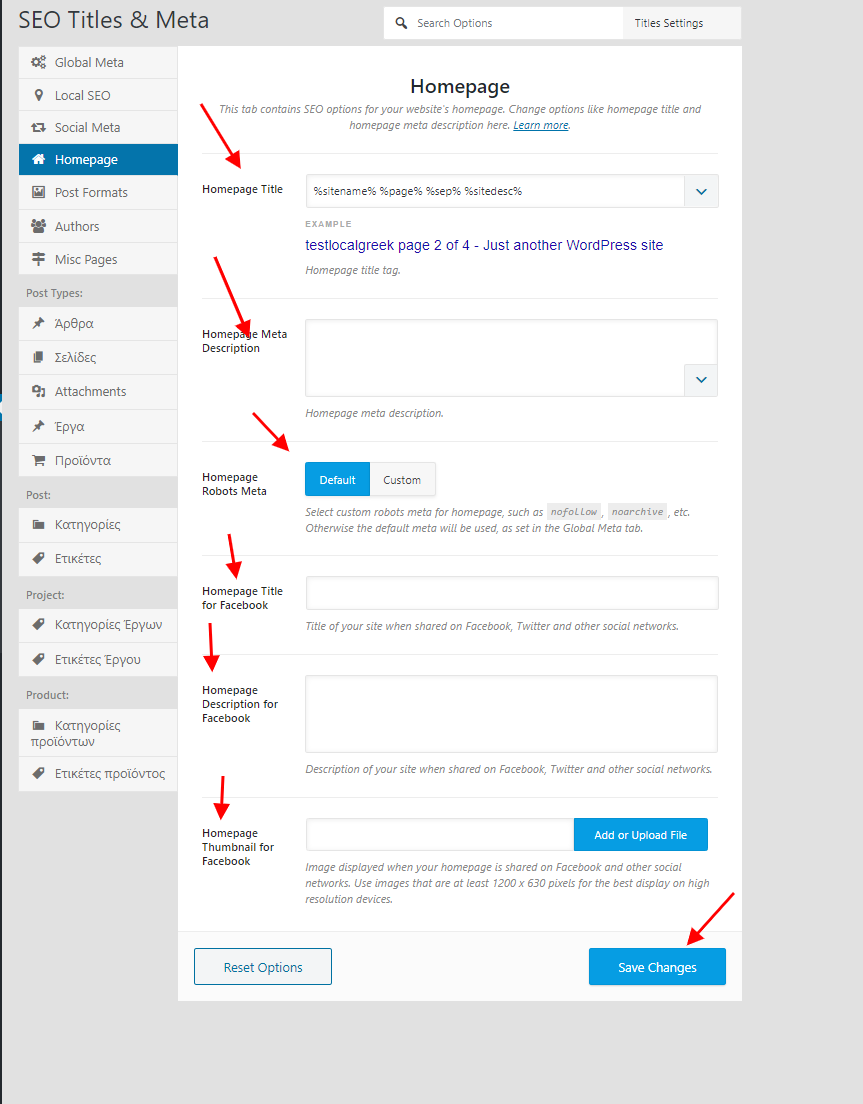 SEO Titles & Meta
Search Options
Titles Settings
Global Meta
Local SEO
Social Meta
Homepage
Post Formats
Authors
Misc Pages
Post Types:
Άρθρα
Σελίδες
Attachments
Έργα
Προϊόντα
Post:
Κατηγορίες
Ετικέτες
Project:
Κατηγορίες Έργων
Ετικέτες Έργου
Product:
Κατηγορίες
προϊόντων
Ετικέτες προϊόντος
Homepage
This tab contains SEO options for your website's homepage. Change options like homepage title and
homepage meta description here. Learn more.
Homepage Title
%sitename% %page% %sep% %sitedesc%
EXAMPLE
testlocalgreek page 2 of 4 - Just another WordPress site
Homepage title tag.
Homepage Meta
Description
Homepage meta description.
Homepage
Robots Meta
Default
Custom
Select custom robots meta for homepage, such as nofollow, noarchive, etc.
Otherwise the default meta will be used, as set in the Global Meta tab.
Homepage Title
for Facebook
Title of your site when shared on Facebook, Twitter and other social networks.
Homepage
Description for
Facebook
Description of your site when shared on Facebook, Twitter and other social networks.
Homepage
Thumbnail for
Facebook
Add or Upload File
Image displayed when your homepage is shared on Facebook and other social
networks. Use images that are at least 1200 x 630 pixels for the best display on high
resolution devices.
Reset Options
Save Changes